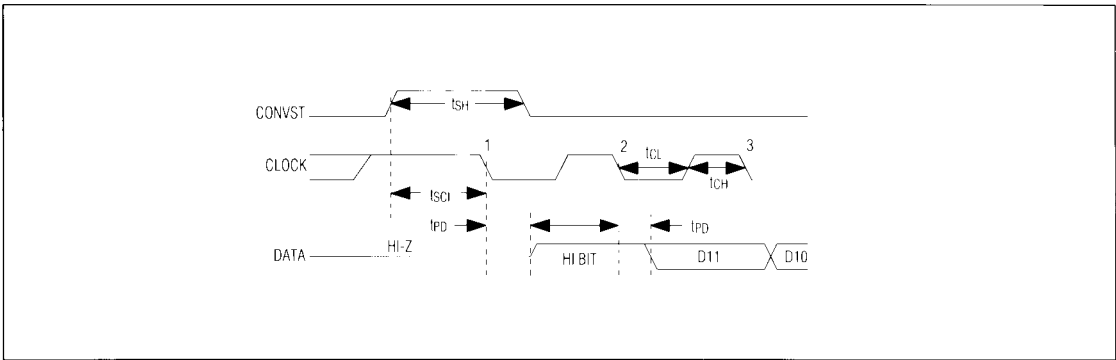 CONVST
tSH
CLOCK
1
2
tCL
3
tCH
tSCI
tPD
tPD
DATA
HI-Z
HI BIT
D11
D10